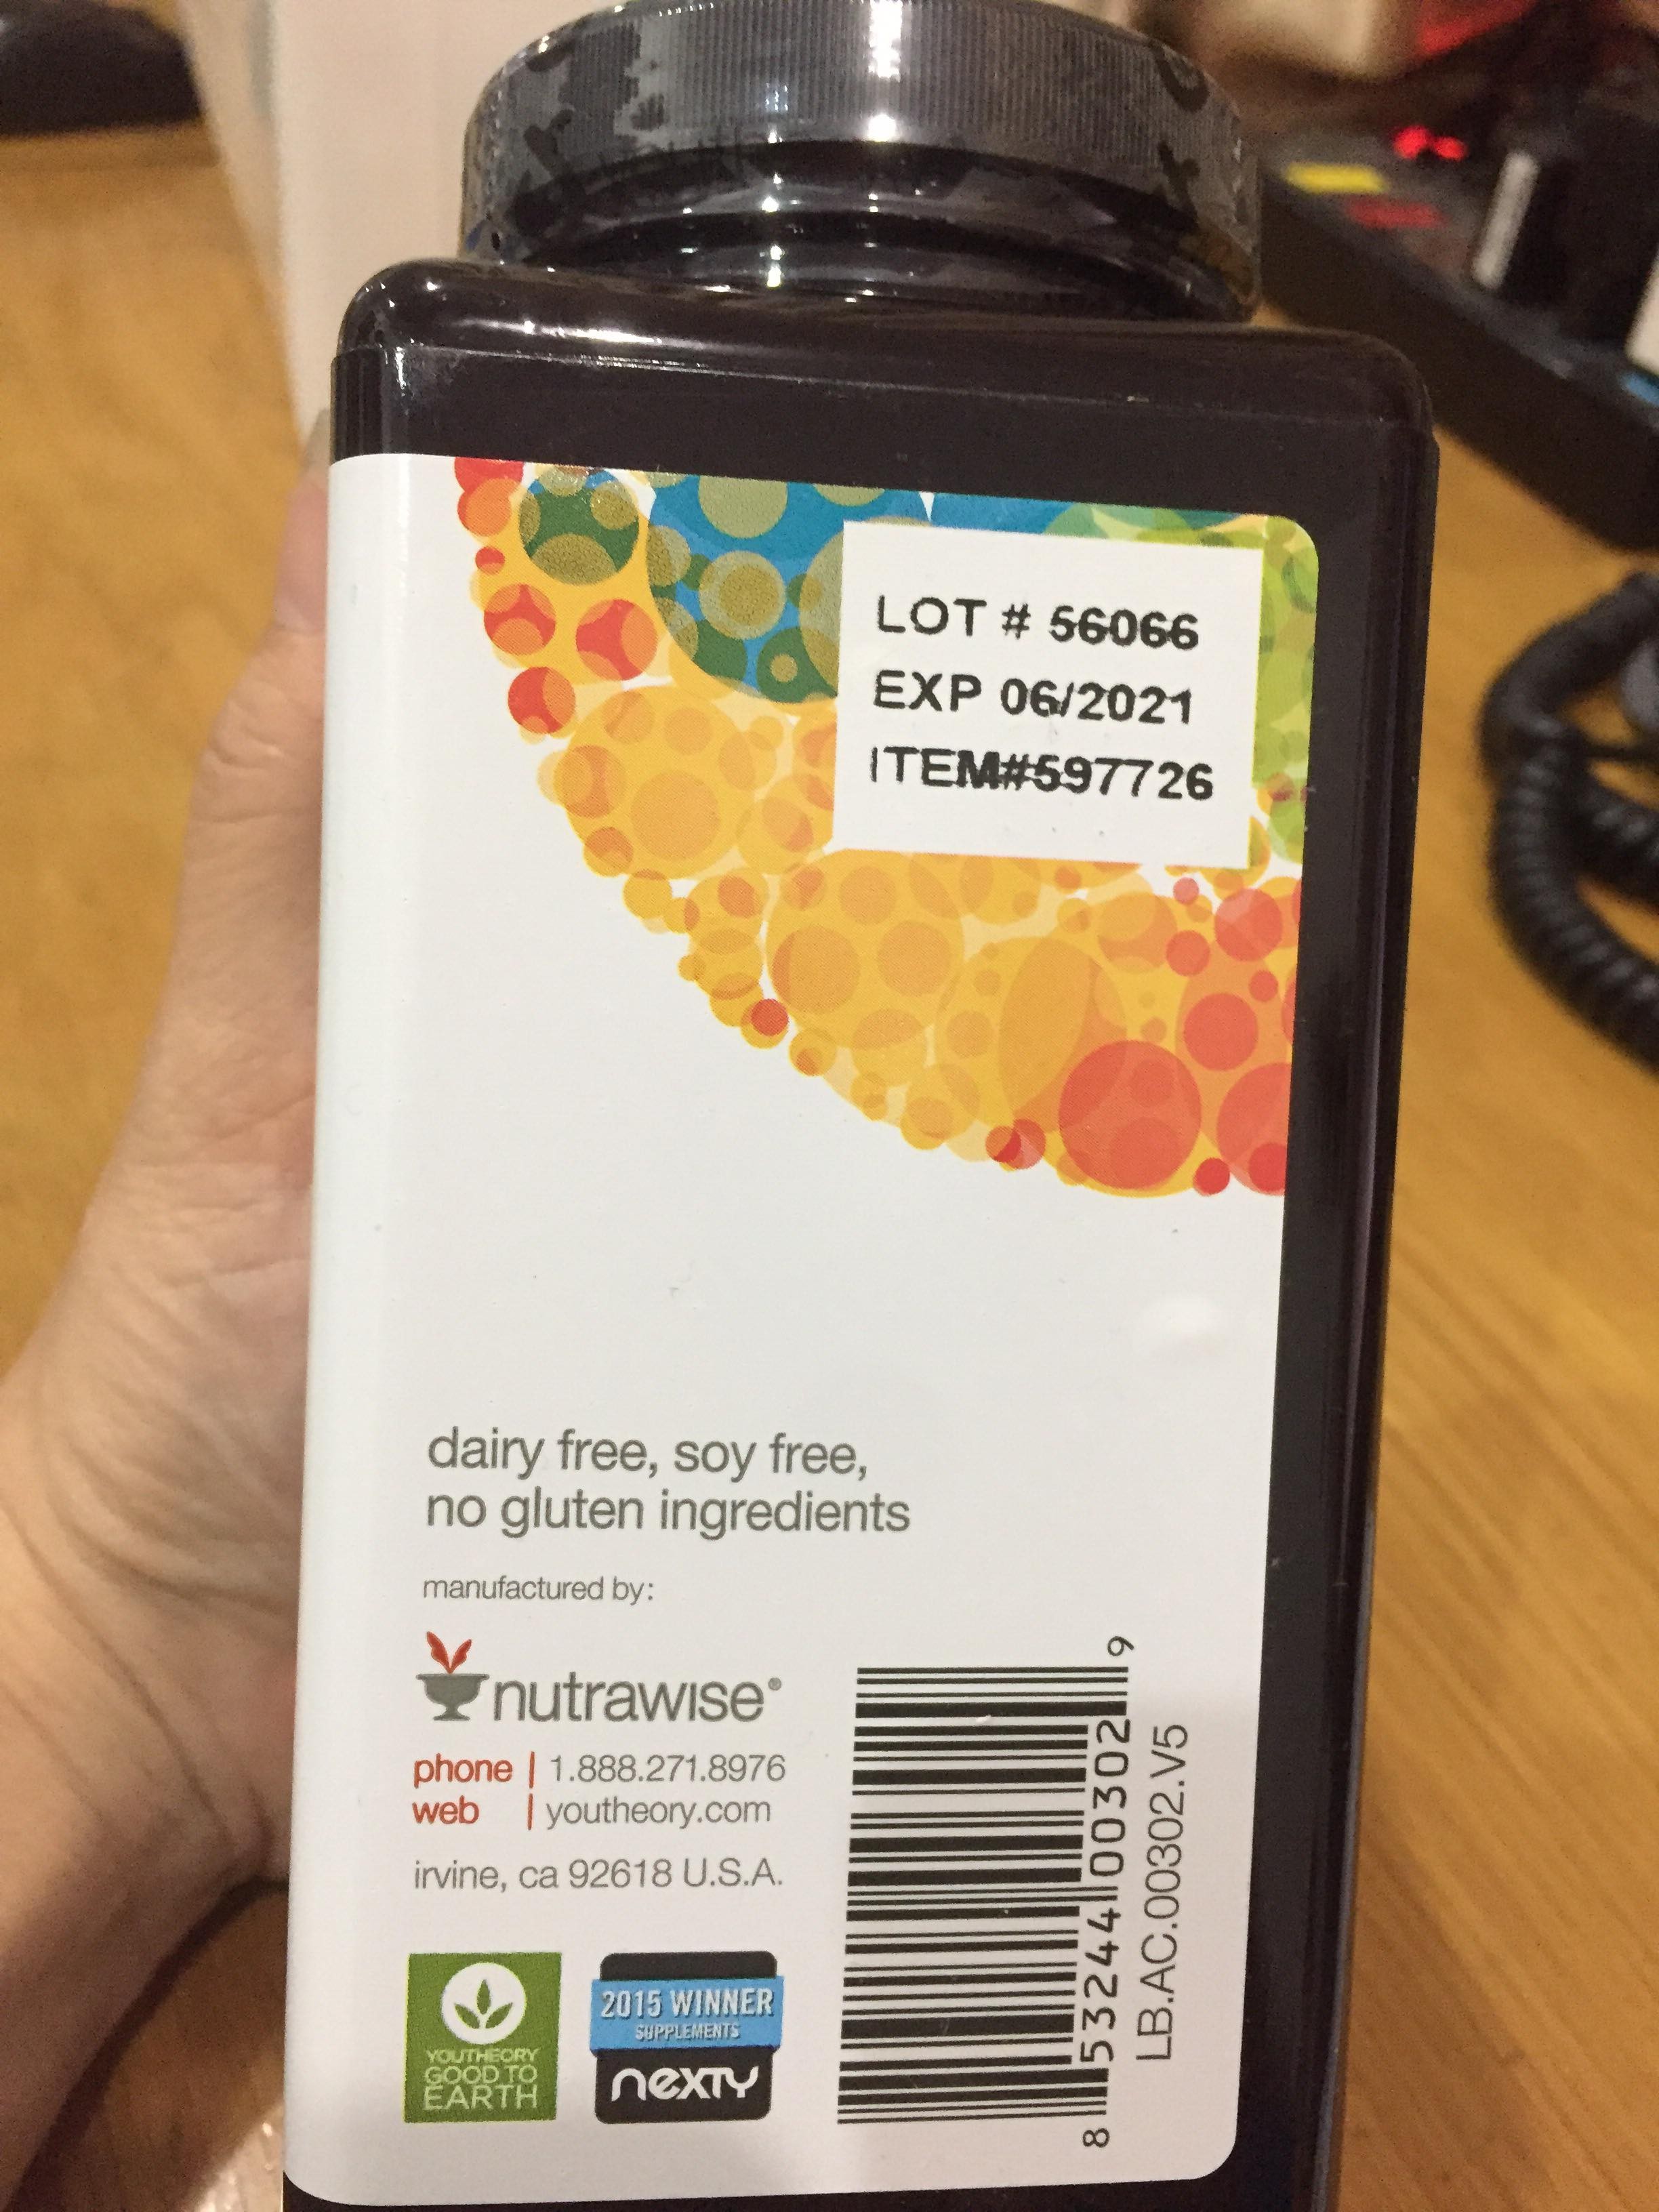 LOT # 56066
EXP 06/2021
ITEM#597726
dairy free, soy free,
no gluten ingredients
manufactured by:
nutrawise®
phone | 1.888.271.8976
web | youtheory.com
irvine, ca 92618 U.S.A.
YOUTHEORY
GOOD TO
EARTH
2015 WINNER
SUPPLEMENTS
NEXTY
8 53244 00302 9
LB.AC.00302.V5